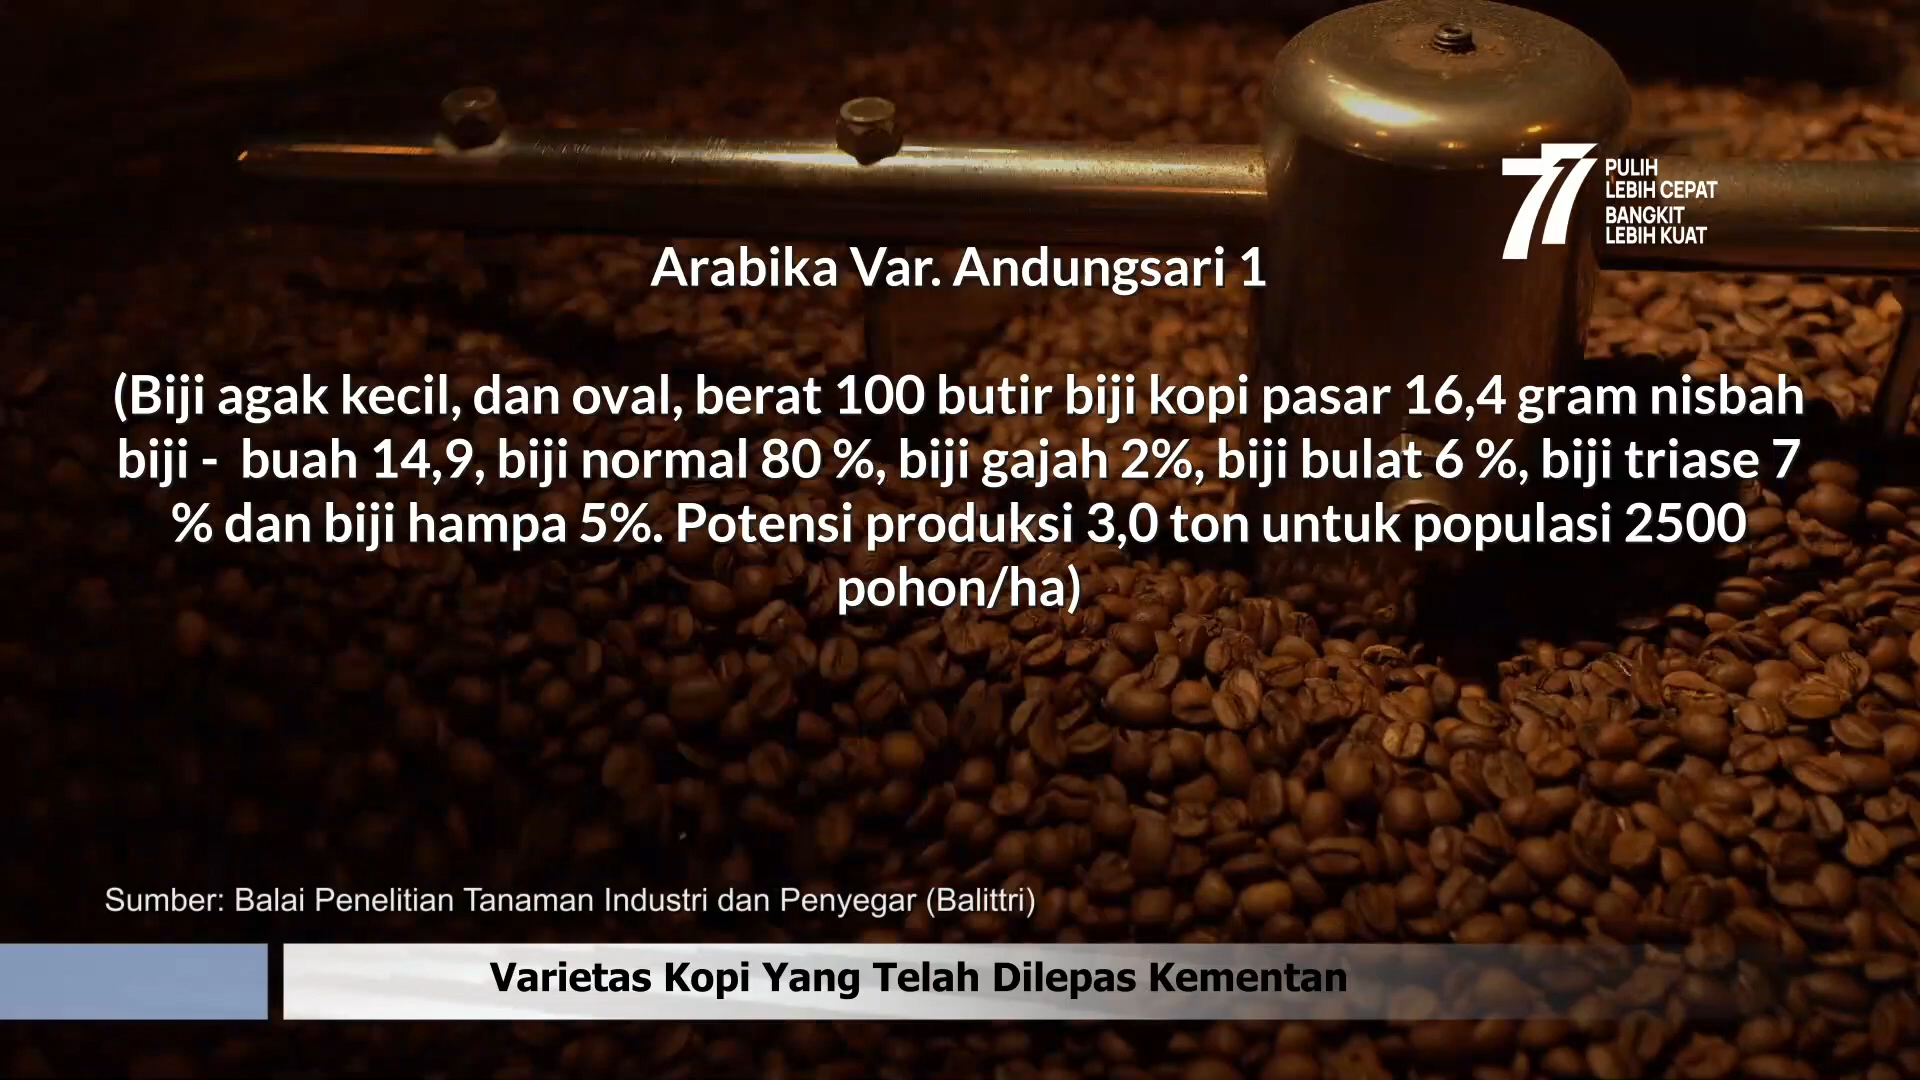 77
PULIH
LEBIH CEPAT
BANGKIT
LEBIH KUAT
Arabika Var. Andungsari 1
(Biji agak kecil, dan oval, berat 100 butir biji kopi pasar 16,4 gram nisbah
biji -  buah 14,9, biji normal 80 %, biji gajah 2%, biji bulat 6 %, biji triase 7
% dan biji hampa 5%. Potensi produksi 3,0 ton untuk populasi 2500
pohon/ha)
Sumber: Balai Penelitian Tanaman Industri dan Penyegar (Balittri)
Varietas Kopi Yang Telah Dilepas Kementan